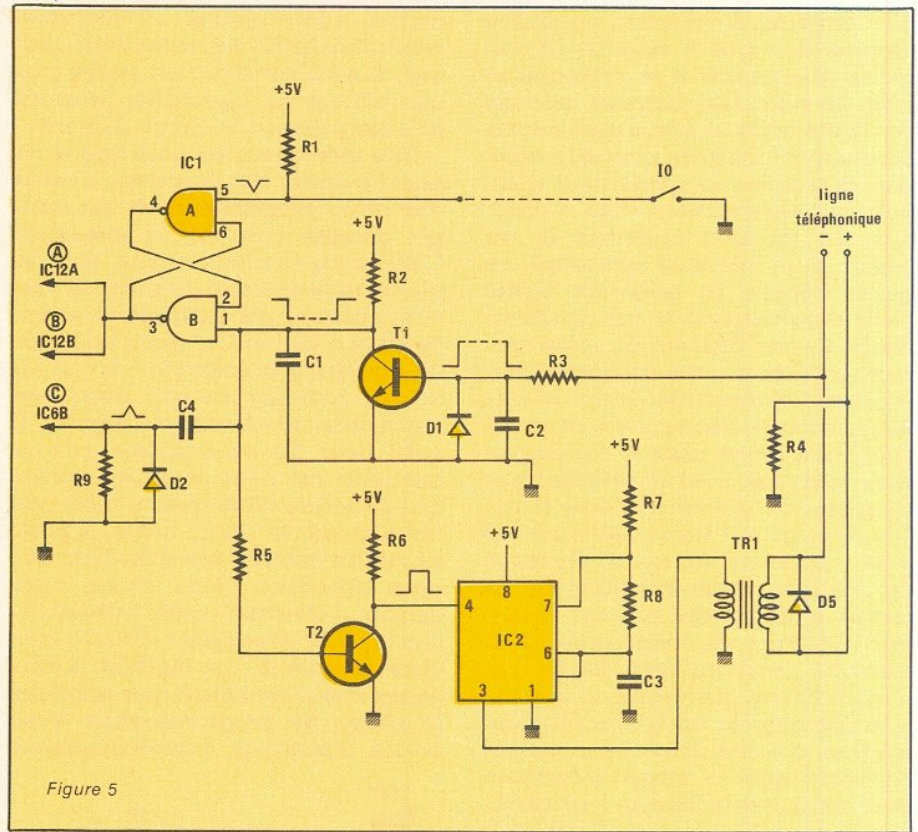 +5V
R1
IC1
4
A
5
6
I0
ligne
téléphonique
- +
+5V
R2
A
IC12A
B
IC12B
3
B
2
1
C1
T1
R3
D1
C2
R4
C
IC6B
C4
R9
D2
+5V
R7
+5V
R6
+5V
R5
TR1
D5
T2
4
8
7
IC2
R8
6
3
1
C3
Figure 5